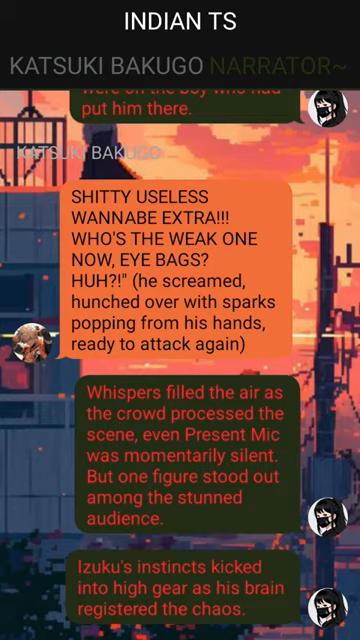 INDIAN TS
KATSUKI BAKUGO NARRATOR~
were on the boy who had
put him there.
KATSUKI BAKUGO
SHITTY USELESS
WANNABE EXTRA!!!
WHO'S THE WEAK ONE
NOW, EYE BAGS?
HUH?!" (he screamed,
hunched over with sparks
popping from his hands,
ready to attack again)
Whispers filled the air as
the crowd processed the
scene, even Present Mic
was momentarily silent.
But one figure stood out
among the stunned
audience.
Izuku's instincts kicked
into high gear as his brain
registered the chaos.